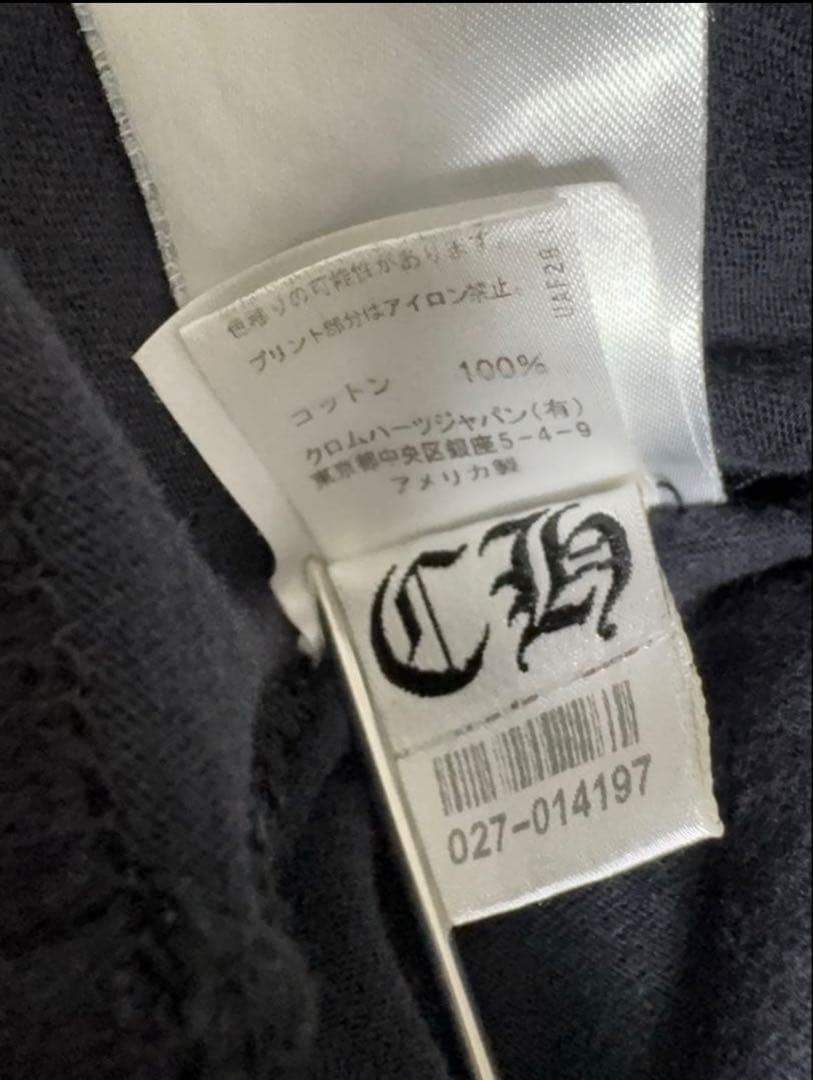 色移りの可能性があります。
プリント部分はアイロン禁止。
コットン 100%
クロムハーツジャパン(有)
東京都中央区銀座5-4-9
アメリカ製
CH
027-014197